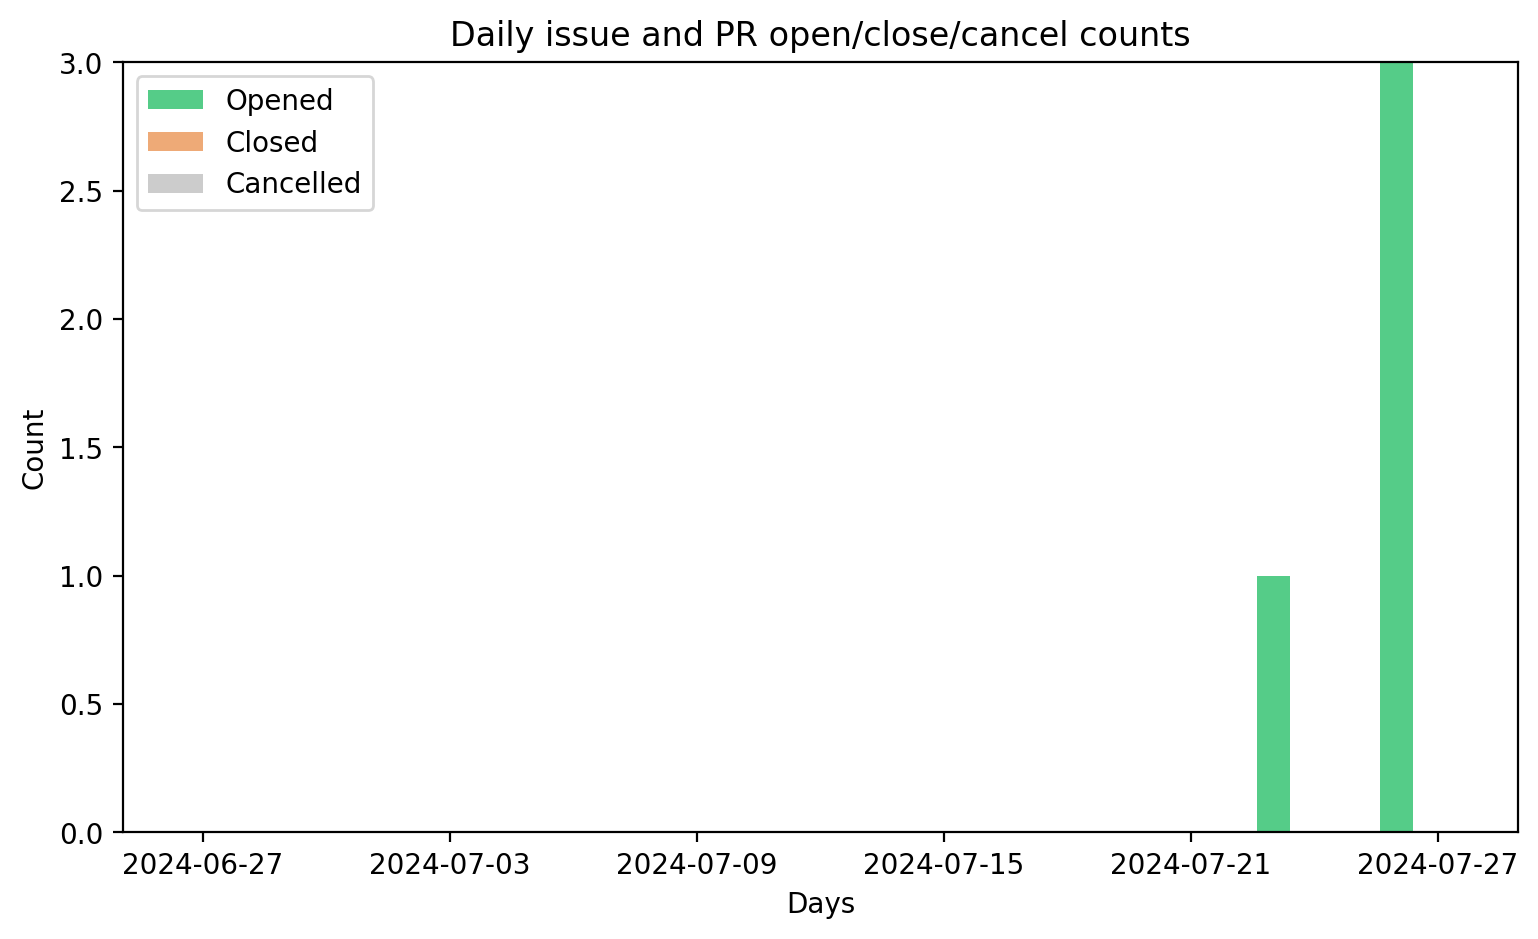 Daily issue and PR open/close/cancel counts
3.0
2.5
2.0
1.5
1.0
0.5
0.0
Count
Opened
Closed
Cancelled
2024-06-27 2024-07-03 2024-07-09 2024-07-15 2024-07-21 2024-07-27
Days